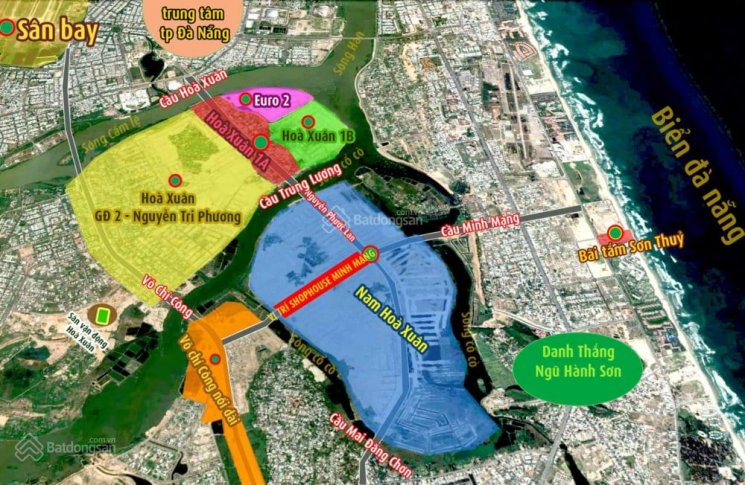 Sân bay
trung tâm
tp Đà Nẵng
Cầu Hoà Xuân
Sông Hàn
Sông Cẩm lệ
Euro 2
Hoà Xuân 1A
Hoà Xuân 1B
Hoà Xuân
GĐ 2 - Nguyễn Tri Phương
Cầu Trung Lương
Sông cổ cò
Nguyễn Phước Lan
Batdongsan
.com.vn
Cầu Minh Mạng
Biển đà nẵng
Bãi tắm Sơn Thuỷ
VỊ TRÍ SHOPHOUSE MINH MẠNG
Nam Hoà Xuân
Võ Chí Công
Sân vận động
Hoà Xuân
Võ chí Công nối dài
Sông cổ cò
Sông cổ cò
Danh Thắng
Ngũ Hành Sơn
Cầu Mai Đăng Chơn
Batdongsan
.com.vn
Batdongsan
.com.vn